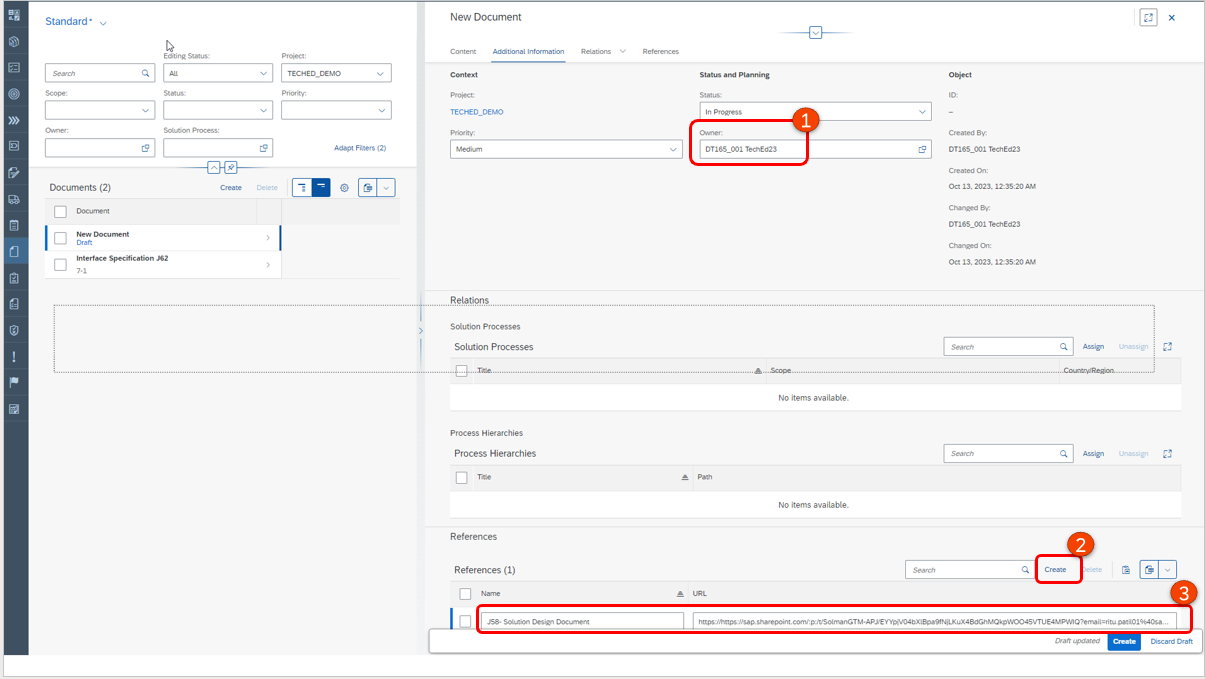 Standard*
Editing Status:
Project:
Search
All
TECHED_DEMO
Scope:
Status:
Priority:
Owner:
Solution Process:
Adapt Filters (2)
Documents (2)
Create
Delete
Document
New Document
Draft
Interface Specification J62
7-1
New Document
Content
Additional Information
Relations
References
Context
Project:
TECHED_DEMO
Priority:
Medium
Status and Planning
Status:
In Progress
1
Owner:
DT165_001 TechEd23
Object
ID:
–
Created By:
DT165_001 TechEd23
Created On:
Oct 13, 2023, 12:35:20 AM
Changed By:
DT165_001 TechEd23
Changed On:
Oct 13, 2023, 12:35:20 AM
Relations
Solution Processes
Solution Processes
Search
Assign
Unassign
Title
Scope
Country/Region
No items available.
Process Hierarchies
Process Hierarchies
Search
Assign
Unassign
Title
Path
No items available.
References
2
References (1)
Search
Create
Delete
Name
URL
3
J58- Solution Design Document
https://https://sap.sharepoint.com/:p:/t/SolmanGTM-APJ/EYYpjV04bXlBpa9fNjLKuX4BdGhMQkpWOO45VTUE4MPWIQ?email=ritu.patil01%40sa...
Draft updated
Create
Discard Draft